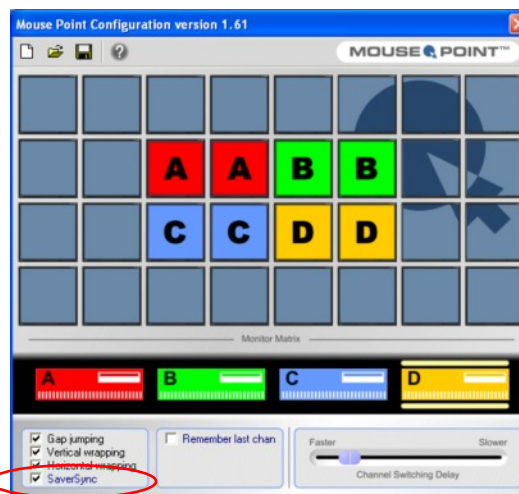 Mouse Point Configuration version 1.61
MOUSE POINT™
A A B B
C C D D
Monitor Matrix
A B C D
Gap jumping
Vertical wrapping
Horizontal wrapping
SaverSync
Remember last chan
Faster Slower
Channel Switching Delay